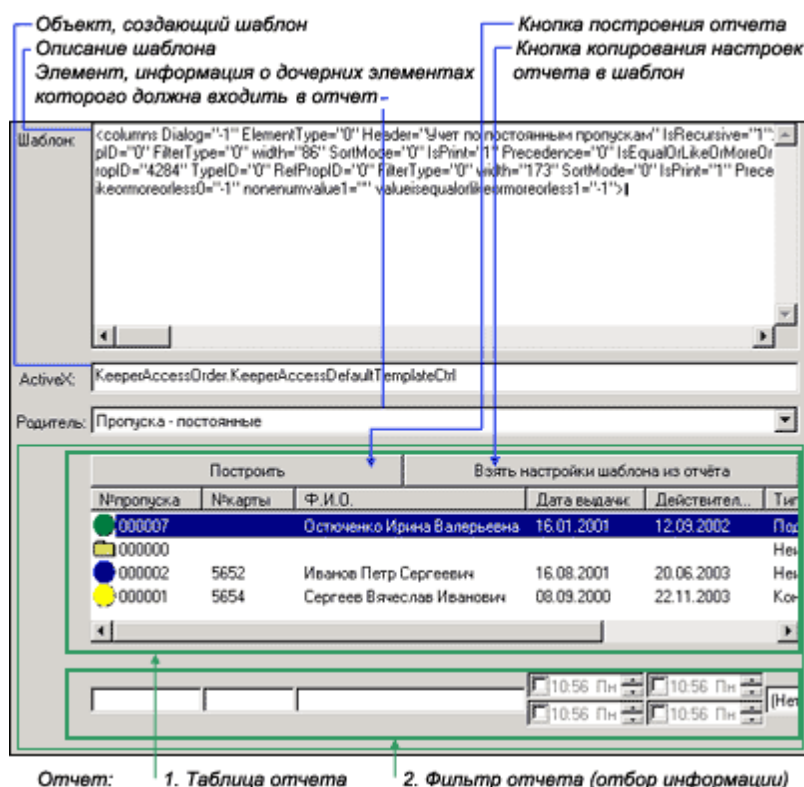 Объект, создающий шаблон
Описание шаблона
Элемент, информация о дочерних элементах
которого должна входить в отчет
Кнопка построения отчета
Кнопка копирования настроек
отчета в шаблон
Шаблон:
<columns Dialog="-1" ElementType="0" Header="Учет по постоянным пропускам" IsRecursive="1"
pID="0" FilterType="0" width="86" SortMode="0" IsPrint="1" Precedence="0" IsEqualOrLikeOrMoreOr
ropID="4284" TypeID="0" RefPropID="0" FilterType="0" width="173" SortMode="0" IsPrint="1" Prece
ikeormoreorless0="-1" nonenumvalue1="" valueisequalorlikeormoreorless1="-1">
ActiveX:
KeeperAccessOrder.KeeperAccessDefaultTemplateCtrl
Родитель:
Пропуска - постоянные
Построить
Взять настройки шаблона из отчёта
№пропуска №карты Ф.И.О. Дата выдачи: Действител... Тип
000007 Остюченко Ирина Валерьевна 16.01.2001 12.09.2002 Под
000000 Неи
000002 5652 Иванов Петр Сергеевич 16.08.2001 20.06.2003 Неи
000001 5654 Сергеев Вячеслав Иванович 08.09.2000 22.11.2003 Кон
10:56 Пн 10:56 Пн
(Нет
10:56 Пн 10:56 Пн
Отчет: 1. Таблица отчета 2. Фильтр отчета (отбор информации)